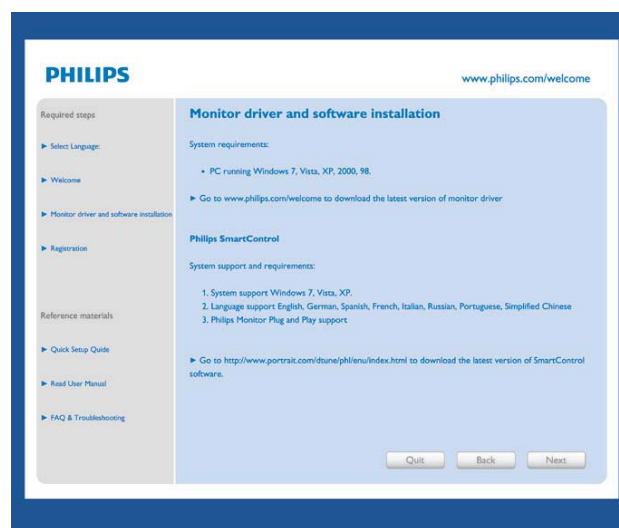 PHILIPS
www.philips.com/welcome
Required steps
► Select Language:
► Welcome
► Monitor driver and software installation
► Registration
Reference materials
► Quick Setup Quide
► Read User Manual
► FAQ & Troubleshooting
Monitor driver and software installation
System requirements:
• PC running Windows 7, Vista, XP, 2000, 98.
► Go to www.philips.com/welcome to download the latest version of monitor driver
Philips SmartControl
System support and requirements:
1. System support Windows 7, Vista, XP.
2. Language support English, German, Spanish, French, Italian, Russian, Portuguese, Simplified Chinese
3. Philips Monitor Plug and Play support
► Go to http://www.portrait.com/dtune/phl/enu/index.html to download the latest version of SmartControl
software.
Quit
Back
Next